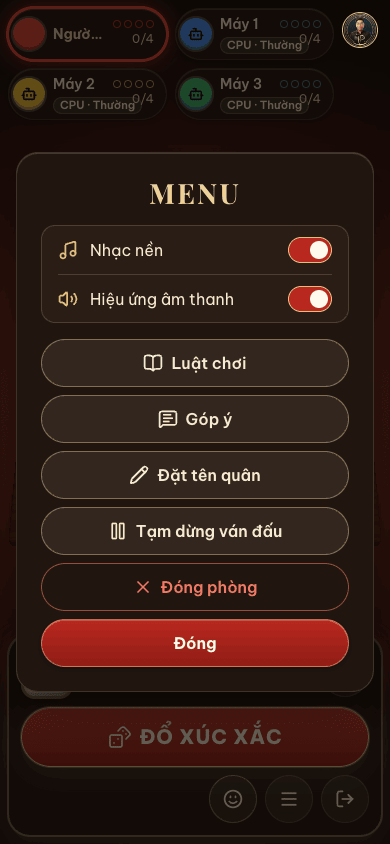 Ngườ...
0/4
Máy 1
CPU · Thường
0/4
Máy 2
CPU · Thường
0/4
Máy 3
CPU · Thường
0/4
MENU
Nhạc nền
Hiệu ứng âm thanh
Luật chơi
Góp ý
Đặt tên quân
Tạm dừng ván đấu
Đóng phòng
Đóng
ĐỔ XÚC XẮC